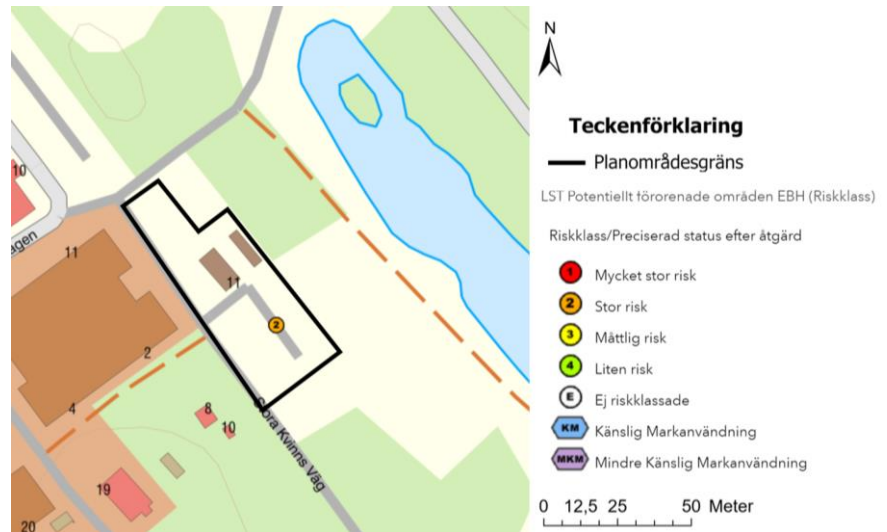 10
agen
11
11
2
2
4
8
10
Stora Kvinns Väg
19
20
N
Teckenförklaring
Planområdesgräns
LST Potentiellt förorenade områden EBH (Riskklass)
Riskklass/Preciserad status efter åtgärd
1 Mycket stor risk
2 Stor risk
3 Måttlig risk
4 Liten risk
E Ej riskklassade
KM Känslig Markanvändning
MKM Mindre Känslig Markanvändning
0 12,5 25 50 Meter